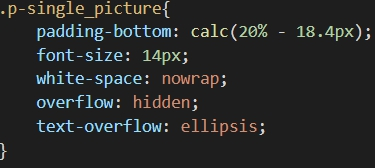 .p-single_picture{
    padding-bottom: calc(20% - 18.4px);
    font-size: 14px;
    white-space: nowrap;
    overflow: hidden;
    text-overflow: ellipsis;
}